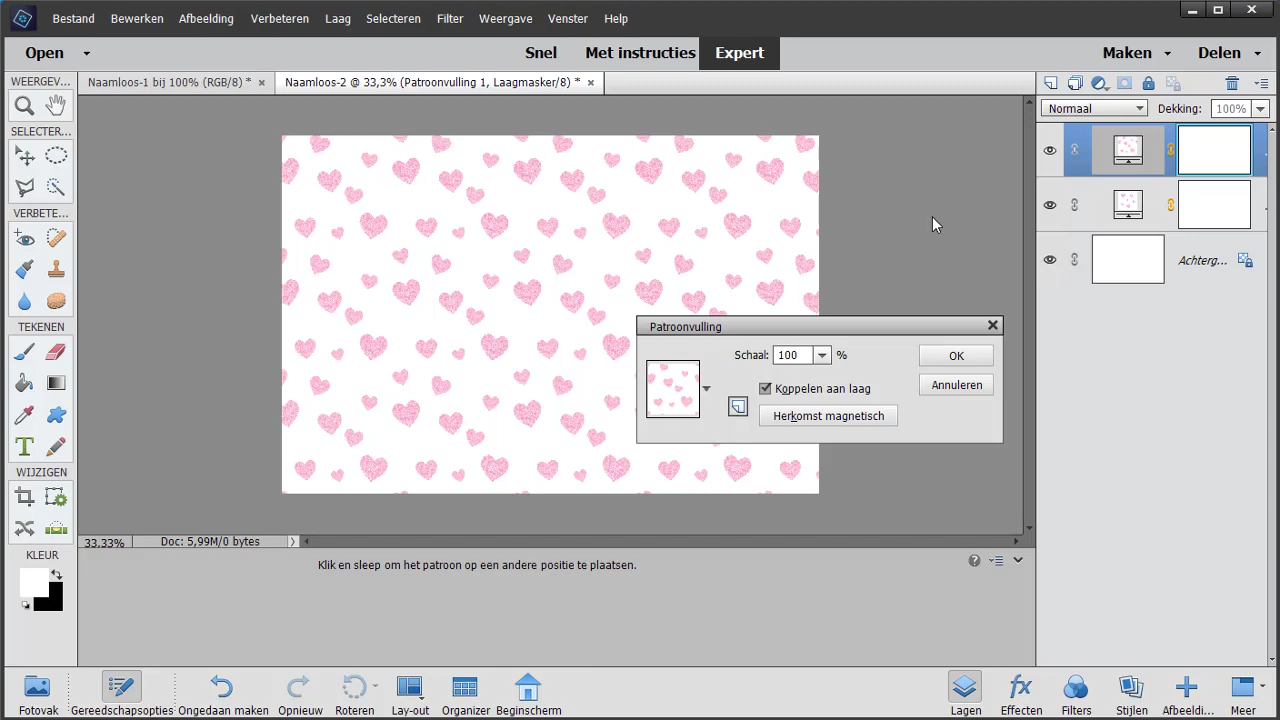 Bestand Bewerken Afbeelding Verbeteren Laag Selecteren Filter Weergave Venster Help
Open Snel Met instructies Expert Maken Delen
WEERGEV... Naamloos-1 bij 100% (RGB/8) * Naamloos-2 @ 33,3% (Patroonvulling 1, Laagmasker/8) *
Normaal Dekking: 100%
SELECTER...
VERBETE...
Achterg...
TEKENEN
Patroonvulling
Schaal: 100 % OK
Koppelen aan laag Annuleren
Herkomst magnetisch
WIJZIGEN
33.33% Doc: 5,99M/0 bytes
KLEUR
Klik en sleep om het patroon op een andere positie te plaatsen.
Fotovak Gereedschapsopties Ongedaan maken Opnieuw Roteren Lay-out Organizer Beginscherm Lagen Effecten Filters Stijlen Afbeeldi... Meer